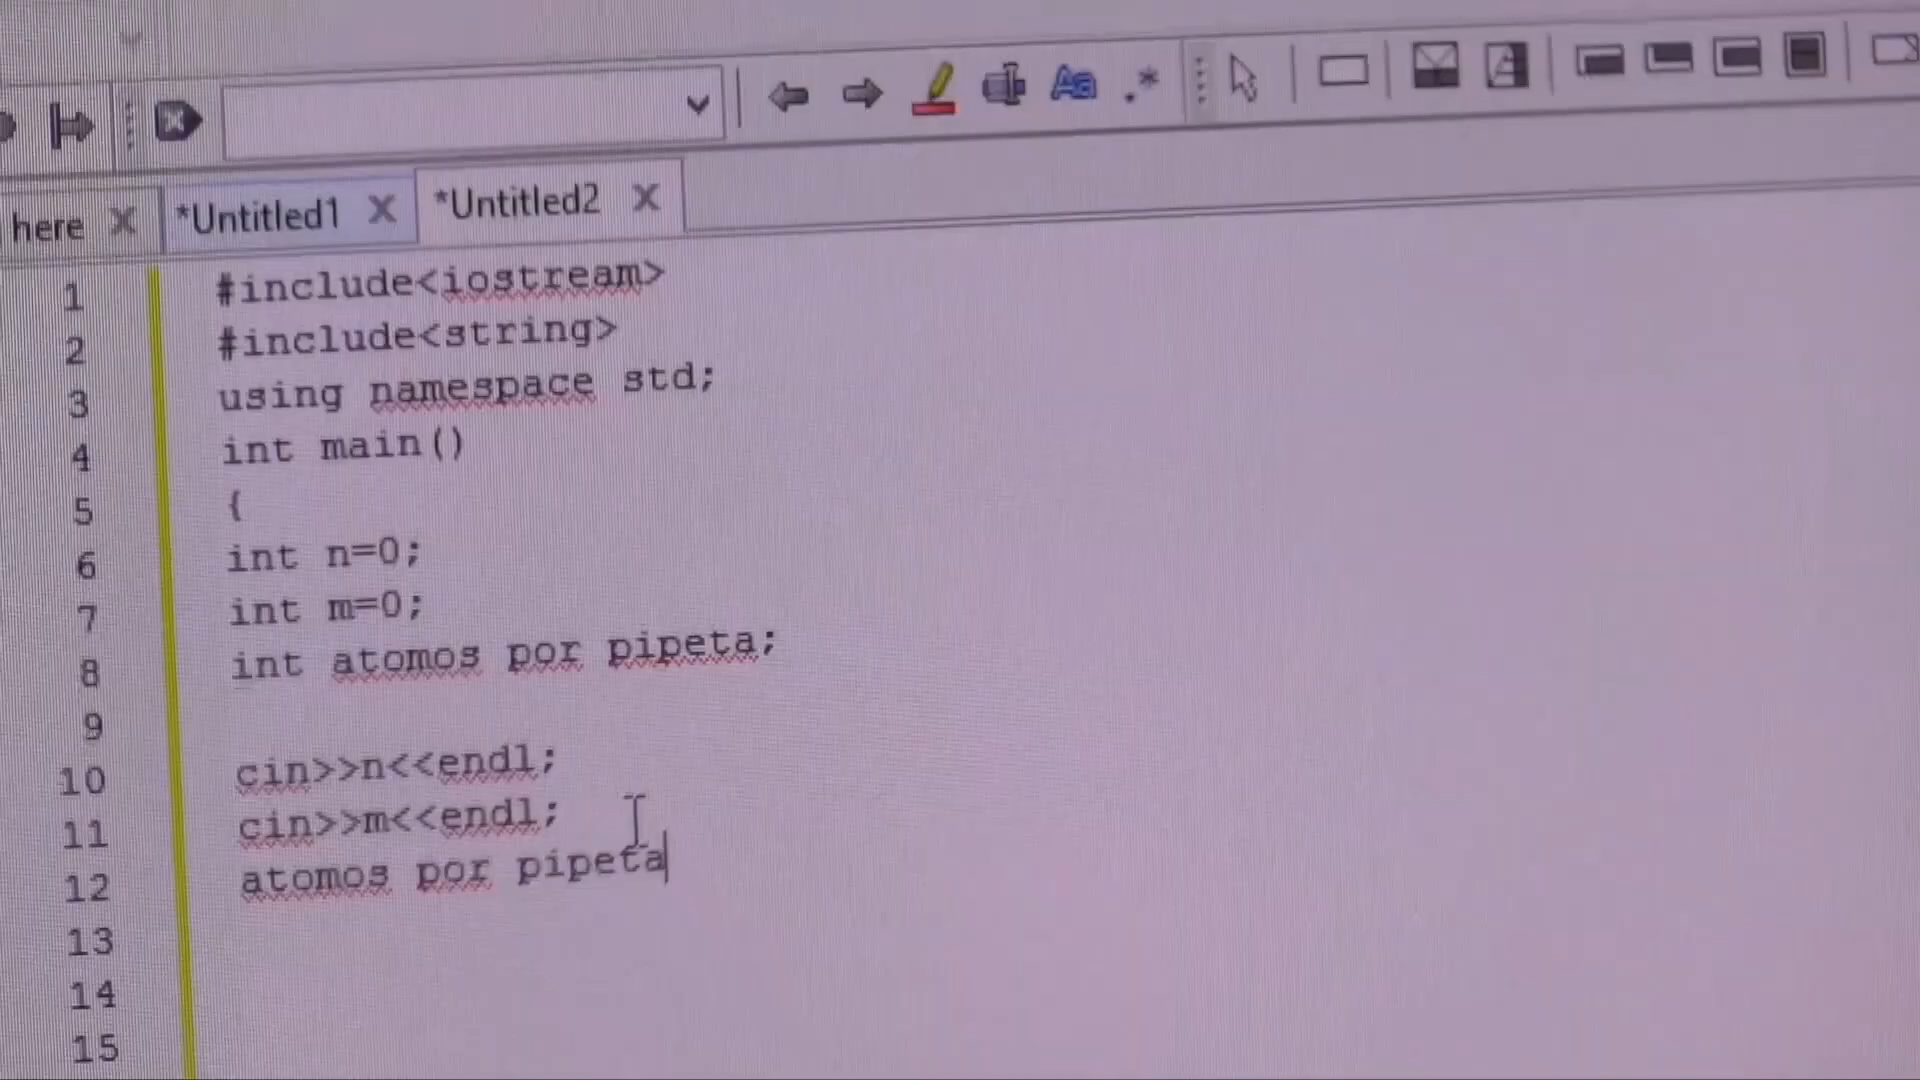 here
*Untitled1
*Untitled2
1 #include<iostream>
2 #include<string>
3 using namespace std;
4 int main()
5 {
6 int n=0;
7 int m=0;
8 int atomos por pipeta;
9
10 cin>>n<<endl;
11 cin>>m<<endl;
12 atomos por pipeta
13
14
15